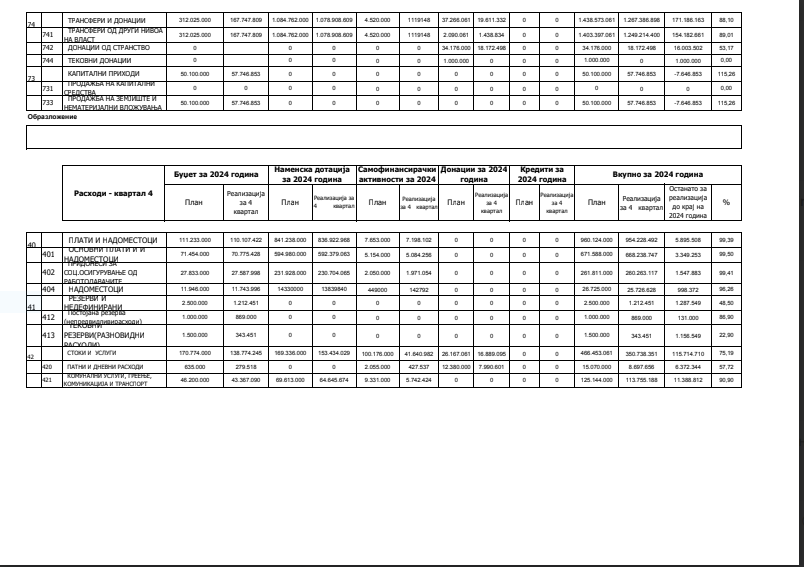 74 ТРАНСФЕРИ И ДОНАЦИИ 312.025.000 167.747.809 1.084.762.000 1.078.908.609 4.520.000 1119148 37.266.061 19.611.332 0 0 1.438.573.061 1.267.386.898 171.186.163 88,10
741 ТРАНСФЕРИ ОД ДРУГИ НИВОА НА ВЛАСТ 312.025.000 167.747.809 1.084.762.000 1.078.908.609 4.520.000 1119148 2.090.061 1.438.834 0 0 1.403.397.061 1.249.214.400 154.182.661 89,01
742 ДОНАЦИИ ОД СТРАНСТВО 0 0 0 0 0 0 34.176.000 18.172.498 0 0 34.176.000 18.172.498 16.003.502 53,17
744 ТЕКОВНИ ДОНАЦИИ 0 0 0 0 0 0 1.000.000 0 0 0 1.000.000 0 1.000.000 0,00
73 КАПИТАЛНИ ПРИХОДИ 50.100.000 57.746.853 0 0 0 0 0 0 0 0 50.100.000 57.746.853 -7.646.853 115,26
731 ПРОДАЖБА НА КАПИТАЛНИ СРЕДСТВА 0 0 0 0 0 0 0 0 0 0 0 0 0 0,00
733 ПРОДАЖБА НА ЗЕМЈИШТЕ И НЕМАТЕРИЈАЛНИ ВЛОЖУВАЊА 50.100.000 57.746.853 0 0 0 0 0 0 0 0 50.100.000 57.746.853 -7.646.853 115,26
Образложение
Расходи - квартал 4 Буџет за 2024 година Наменска дотација за 2024 година Самофинансирачки активности за 2024 Донации за 2024 година Кредити за 2024 година Вкупно за 2024 година
План Реализација за 4 квартал План Реализација за 4 квартал План Реализација за 4 квартал План Реализација за 4 квартал План Реализација за 4 квартал План Реализација за 4 квартал Останато за реализација до крај на 2024 година %
40 ПЛАТИ И НАДОМЕСТОЦИ 111.233.000 110.107.422 841.238.000 836.922.968 7.653.000 7.198.102 0 0 0 0 960.124.000 954.228.492 5.895.508 99,39
401 ОСНОВНИ ПЛАТИ И И НАДОМЕСТОЦИ 71.454.000 70.775.428 594.980.000 592.379.063 5.154.000 5.084.256 0 0 0 0 671.588.000 668.238.747 3.349.253 99,50
402 ПРИДОНЕСИ ЗА СОЦ.ОСИГУРУВАЊЕ ОД РАБОТОДАВАЧИТЕ 27.833.000 27.587.998 231.928.000 230.704.065 2.050.000 1.971.054 0 0 0 0 261.811.000 260.263.117 1.547.883 99,41
404 НАДОМЕСТОЦИ 11.946.000 11.743.996 14330000 13839840 449000 142792 0 0 0 0 26.725.000 25.726.628 998.372 96,26
41 РЕЗЕРВИ И НЕДЕФИНИРАНИ 2.500.000 1.212.451 0 0 0 0 0 0 0 0 2.500.000 1.212.451 1.287.549 48,50
412 Постојана резерва (непредвидливирасходи) 1.000.000 869.000 0 0 0 0 0 0 0 0 1.000.000 869.000 131.000 86,90
413 ТЕКОВНИ РЕЗЕРВИ(РАЗНОВИДНИ РАСХОДИ) 1.500.000 343.451 0 0 0 0 0 0 0 0 1.500.000 343.451 1.156.549 22,90
42 СТОКИ И УСЛУГИ 170.774.000 138.774.245 169.336.000 153.434.029 100.176.000 41.640.982 26.167.061 16.889.095 0 0 466.453.061 350.738.351 115.714.710 75,19
420 ПАТНИ И ДНЕВНИ РАСХОДИ 635.000 279.518 0 0 2.055.000 427.537 12.380.000 7.990.601 0 0 15.070.000 8.697.656 6.372.344 57,72
421 КОМУНАЛНИ УСЛУГИ, ГРЕЕЊЕ, КОМУНИКАЦИЈА И ТРАНСПОРТ 46.200.000 43.367.090 69.613.000 64.645.674 9.331.000 5.742.424 0 0 0 0 125.144.000 113.755.188 11.388.812 90,90